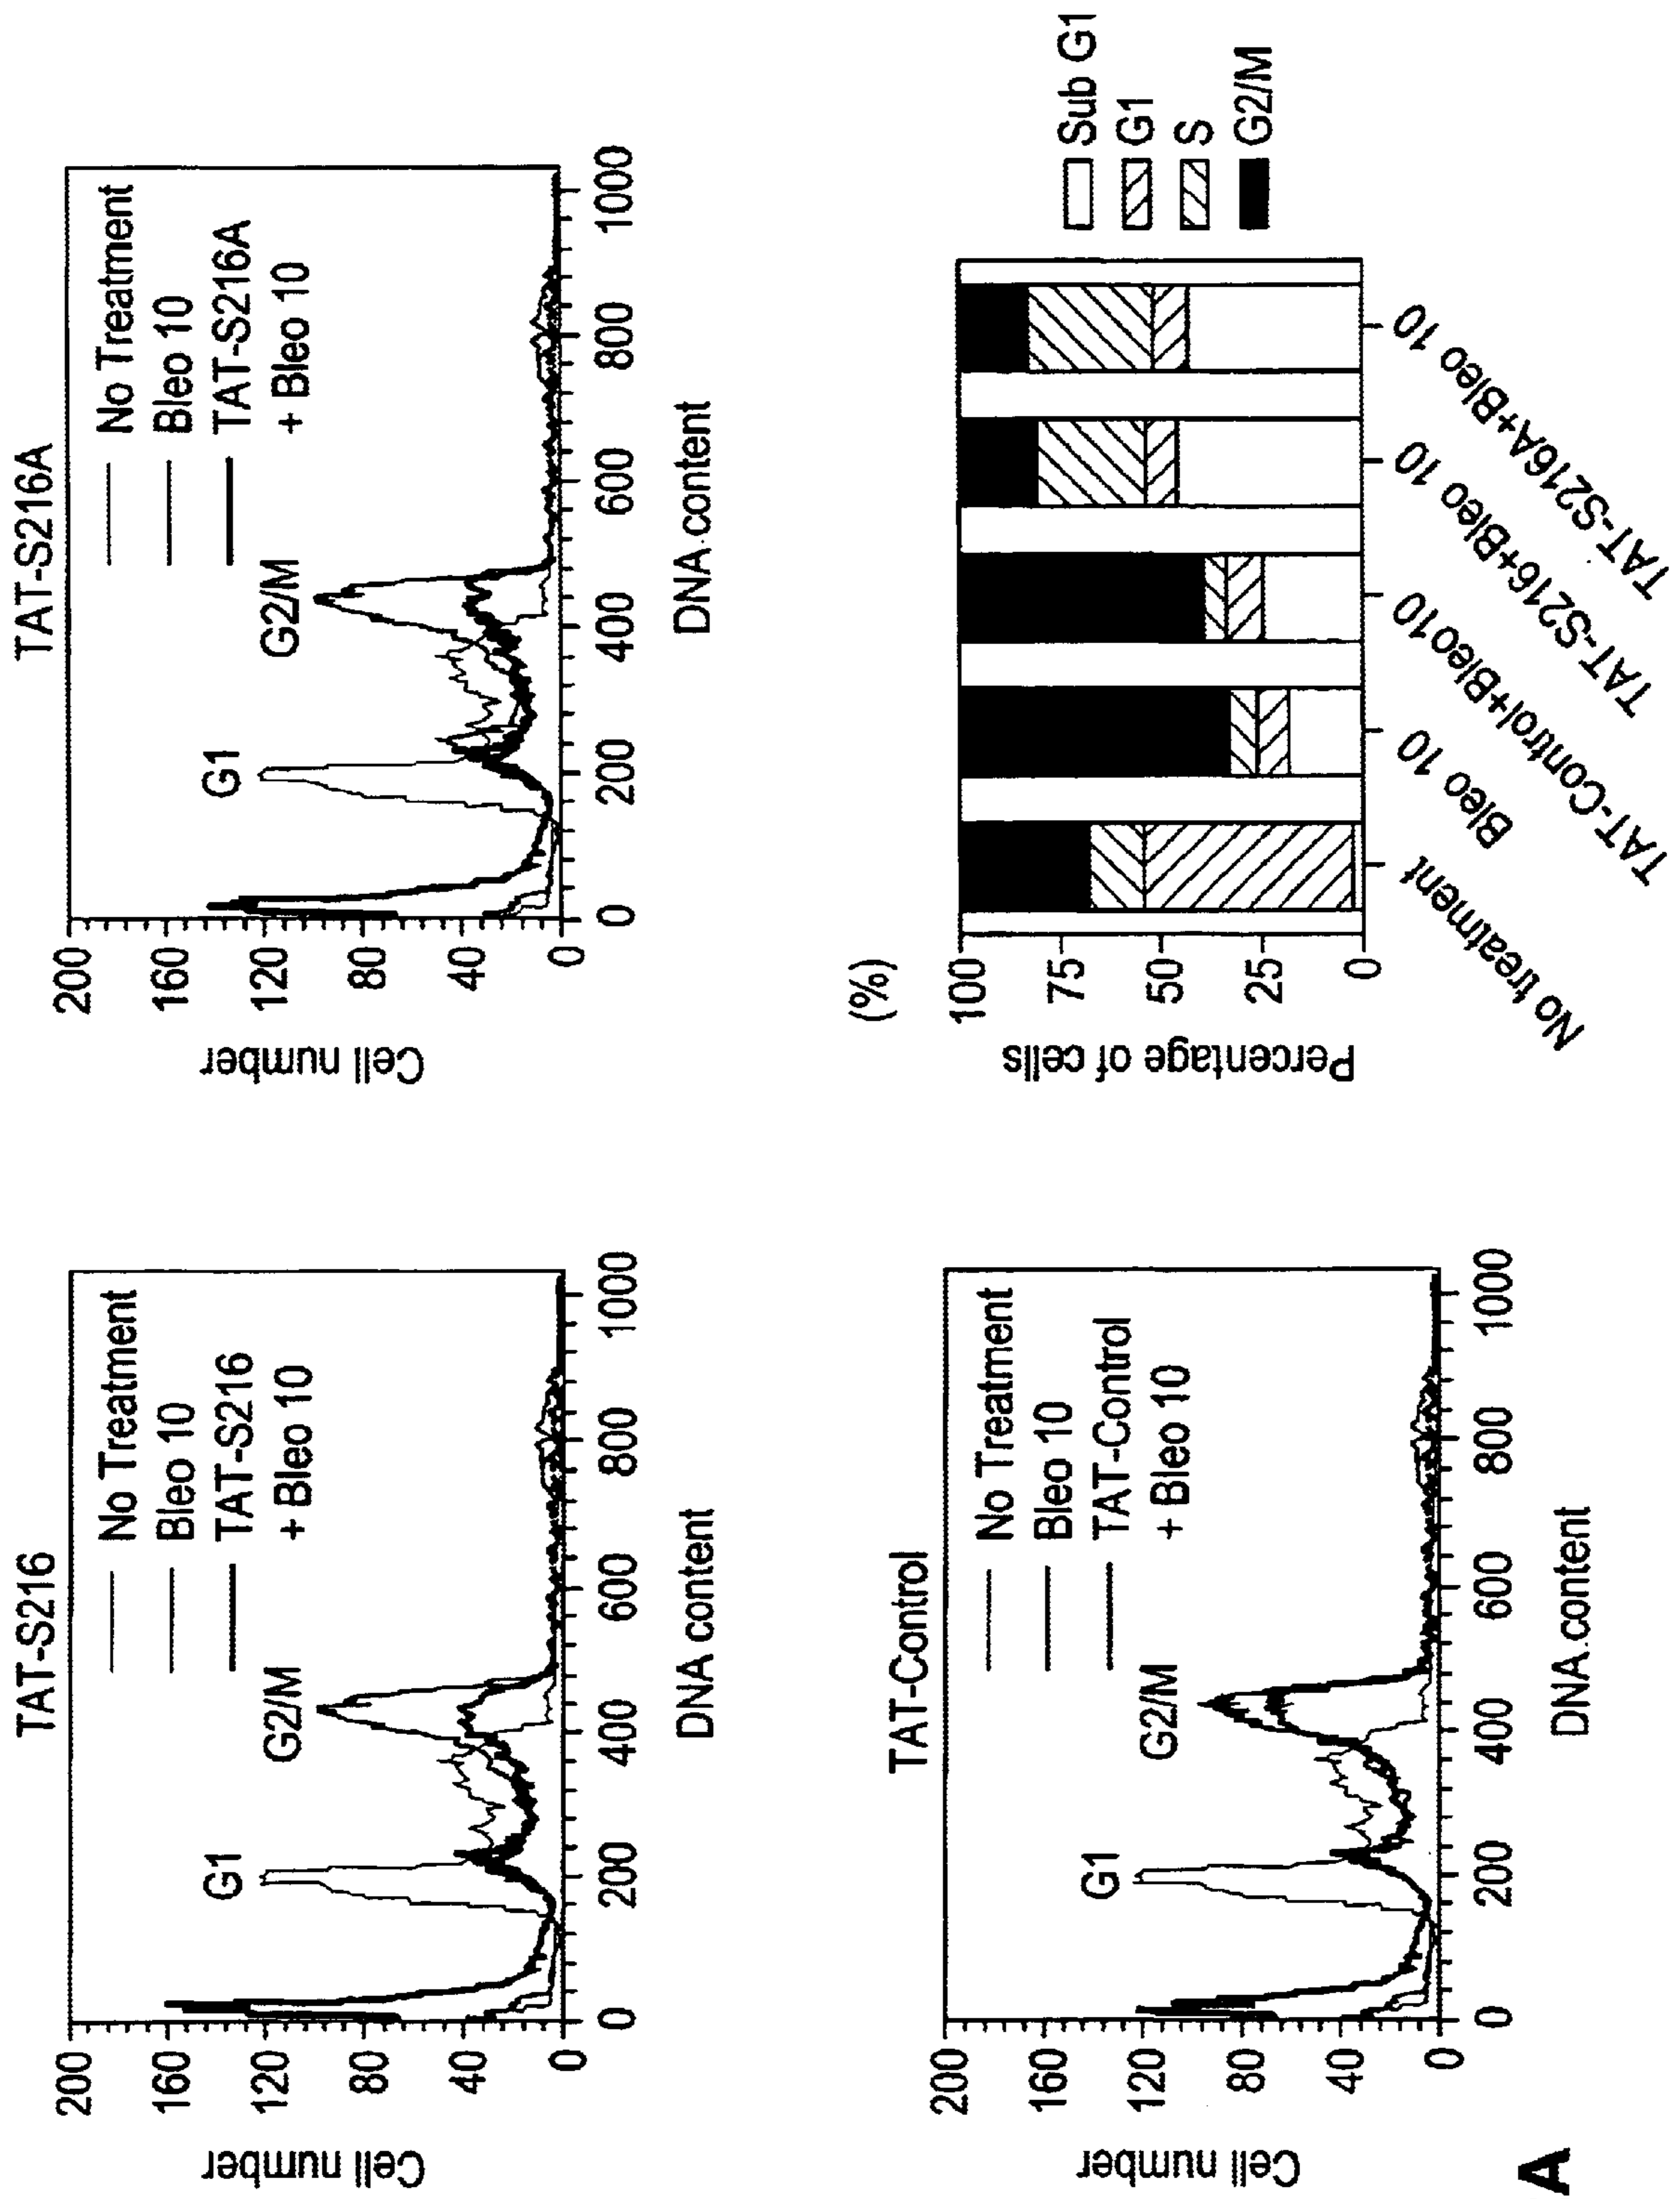 TAT-S216
Cell number
200
160
120
80
40
0
G1
G2/M
No Treatment
Bleo 10
TAT-S216
+ Bleo 10
0
200
400
600
800
1000
DNA content
TAT-S216A
Cell number
200
160
120
80
40
0
G1
G2/M
No Treatment
Bleo 10
TAT-S216A
+ Bleo 10
0
200
400
600
800
1000
DNA content
TAT-Control
Cell number
200
160
120
80
40
0
G1
G2/M
No Treatment
Bleo 10
TAT-Control
+ Bleo 10
0
200
400
600
800
1000
DNA content
(%)
Percentage of cells
100
75
50
25
0
No treatment
Bleo 10
TAT-Control+Bleo10
TAT-S216+Bleo 10
TAT-S216A+Bleo 10
Sub G1
G1
S
G2/M
A